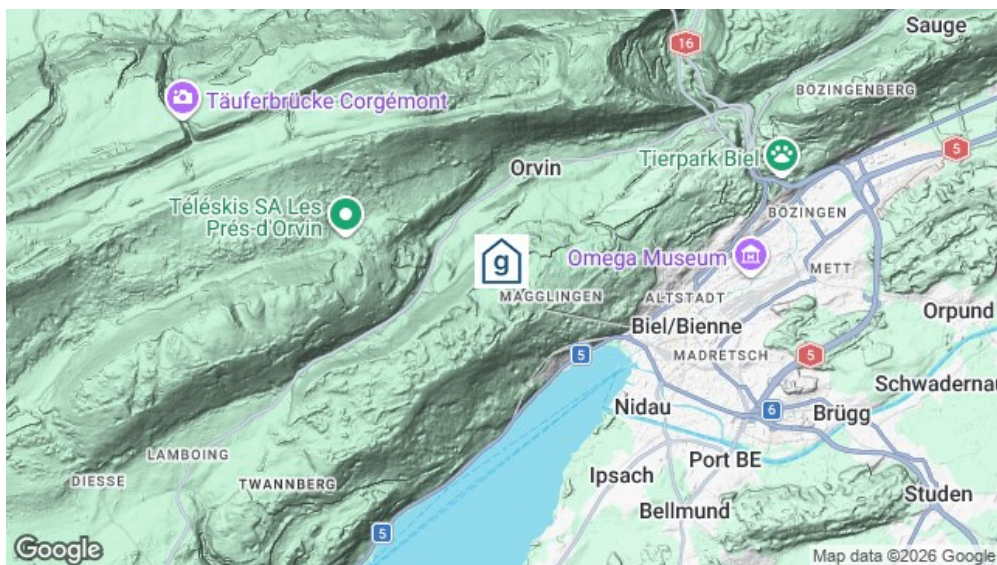 Sauge
16
BÖZINGENBERG
Täuferbrücke Corgémont
5
Orvin
Tierpark Biel
Téléskis SA Les
Prés-d'Orvin
BÖZINGEN
g
Omega Museum
METT
MAGGLINGEN
ALTSTADT
Orpund
Biel/Bienne
5
MADRETSCH
5
Schwadernau
Nidau
6
Brügg
LAMBOING
Port BE
DIESSE
TWANNBERG
Ipsach
Studen
Bellmund
5
Google
Map data ©2026 Google